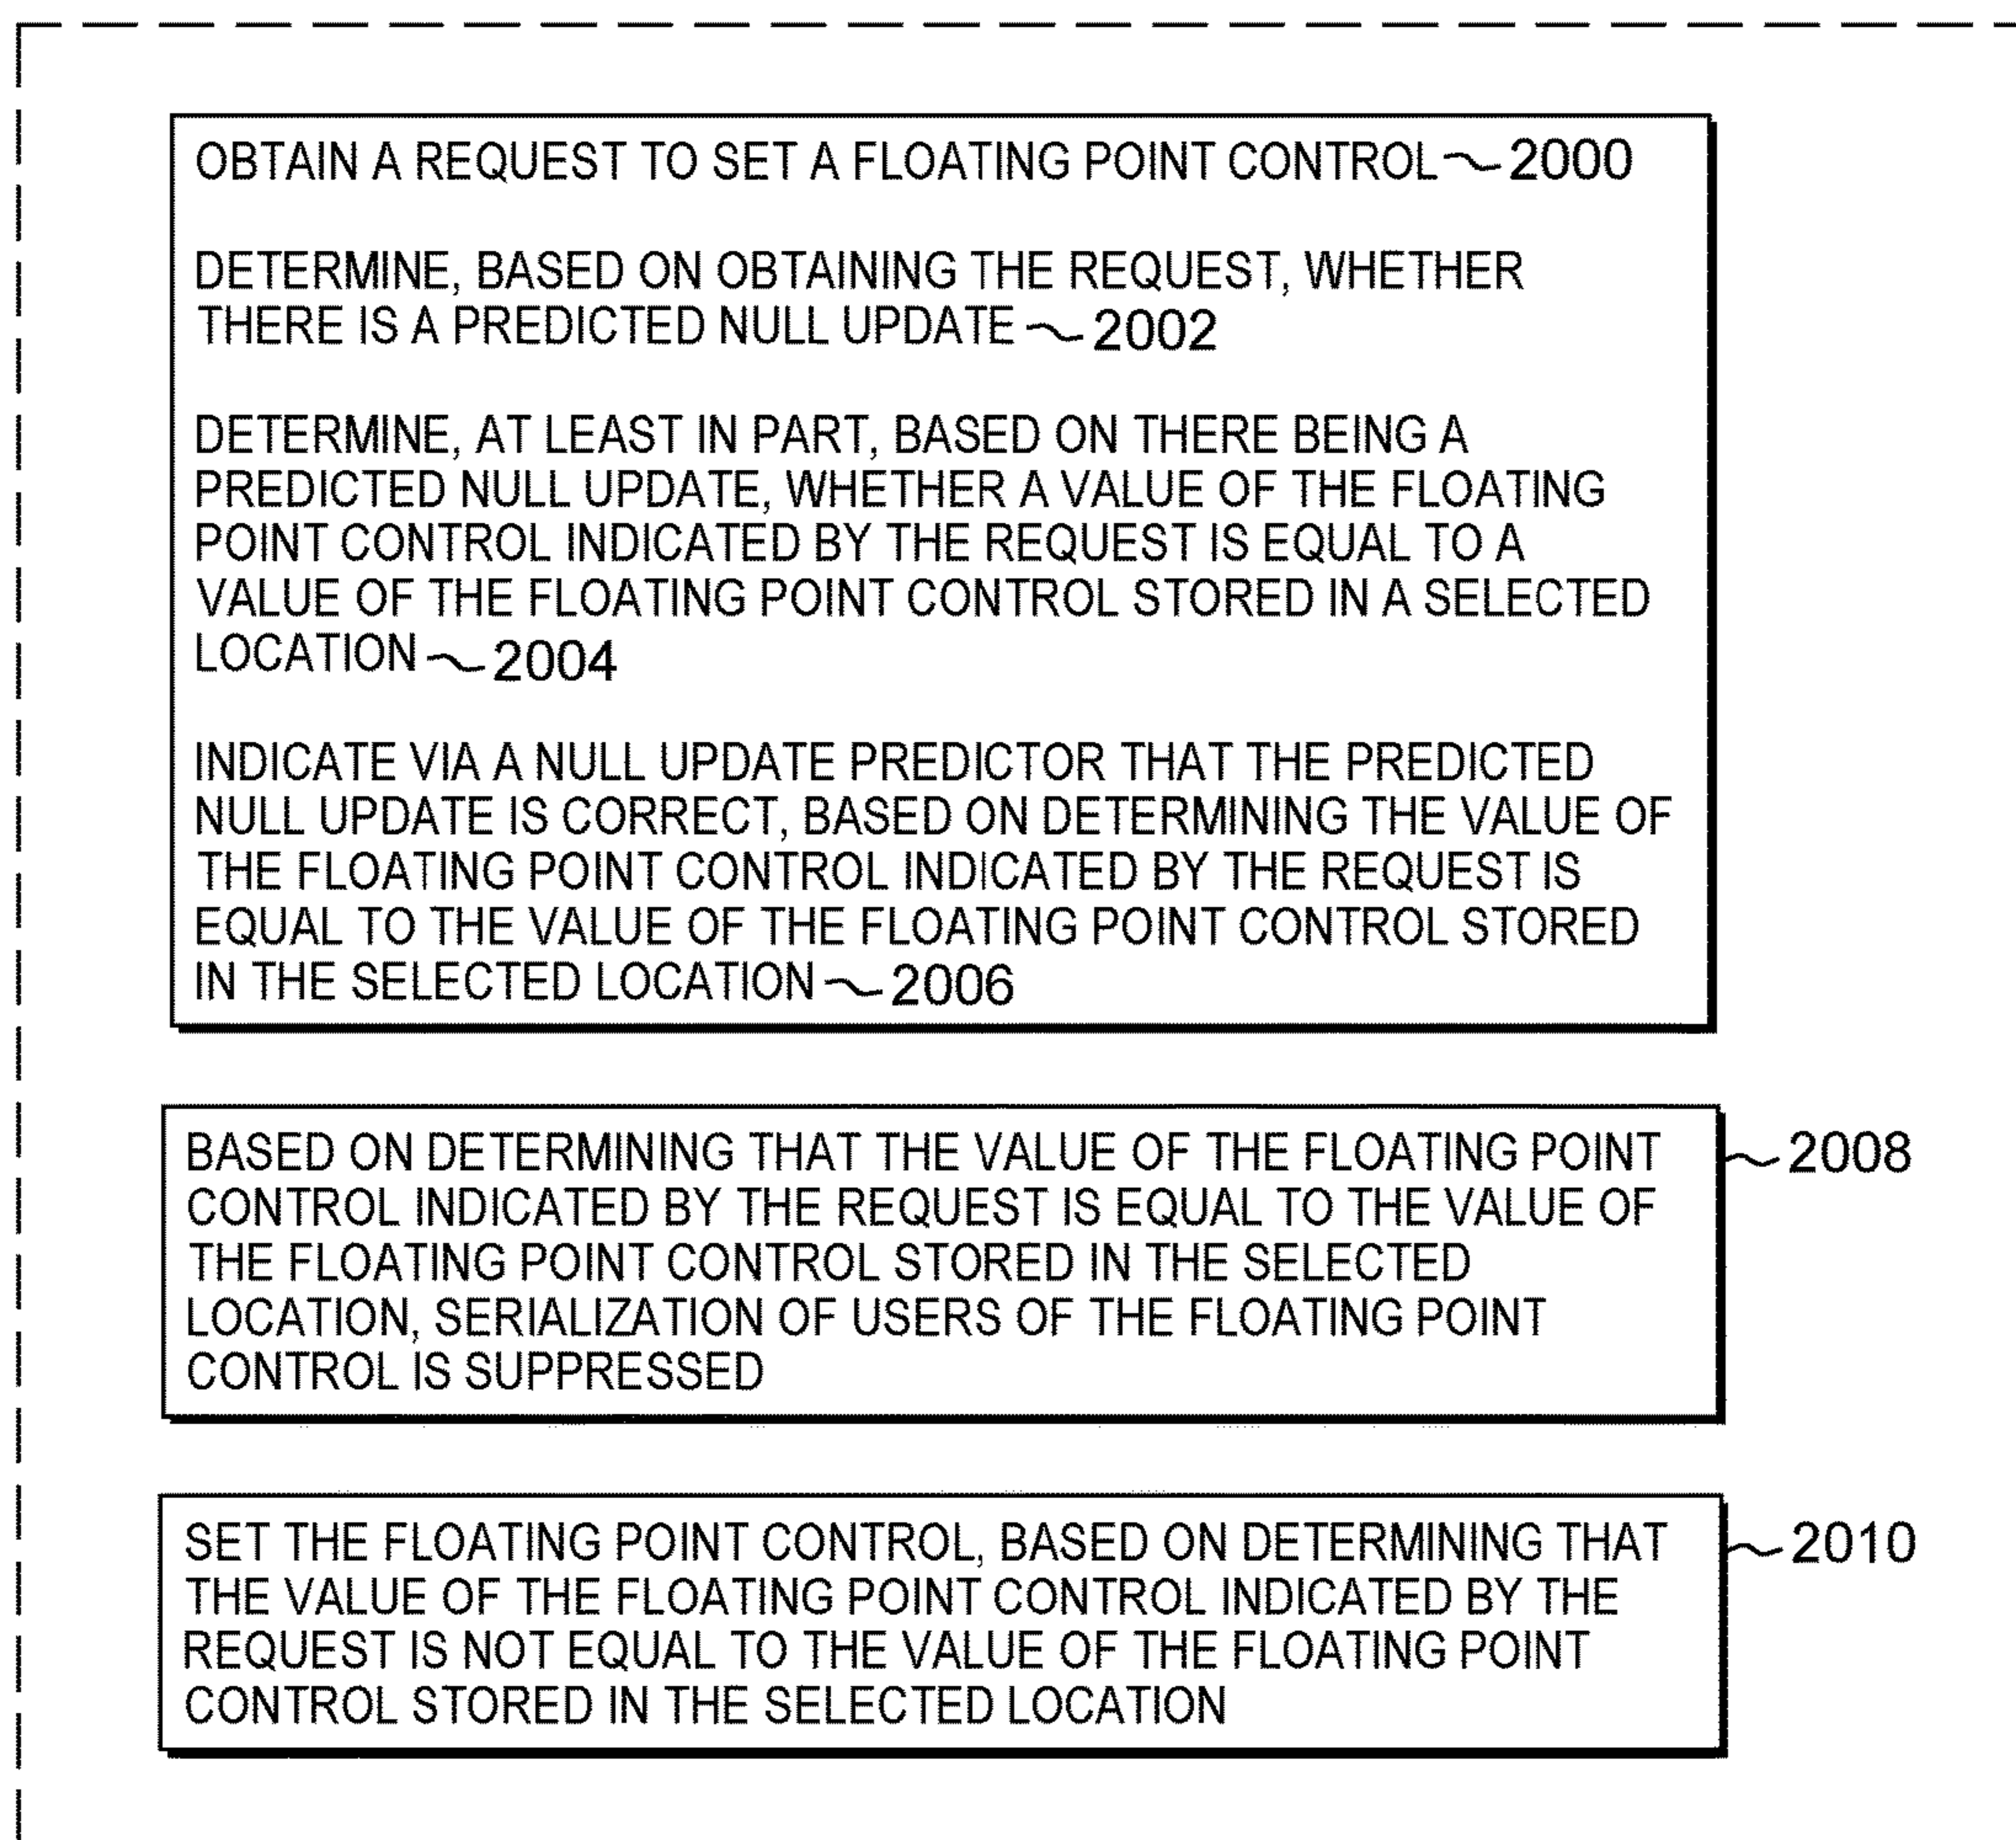 OBTAIN A REQUEST TO SET A FLOATING POINT CONTROL 2000
DETERMINE, BASED ON OBTAINING THE REQUEST, WHETHER
THERE IS A PREDICTED NULL UPDATE 2002
DETERMINE, AT LEAST IN PART, BASED ON THERE BEING A
PREDICTED NULL UPDATE, WHETHER A VALUE OF THE FLOATING
POINT CONTROL INDICATED BY THE REQUEST IS EQUAL TO A
VALUE OF THE FLOATING POINT CONTROL STORED IN A SELECTED
LOCATION 2004
INDICATE VIA A NULL UPDATE PREDICTOR THAT THE PREDICTED
NULL UPDATE IS CORRECT, BASED ON DETERMINING THE VALUE OF
THE FLOATING POINT CONTROL INDICATED BY THE REQUEST IS
EQUAL TO THE VALUE OF THE FLOATING POINT CONTROL STORED
IN THE SELECTED LOCATION 2006
BASED ON DETERMINING THAT THE VALUE OF THE FLOATING POINT
CONTROL INDICATED BY THE REQUEST IS EQUAL TO THE VALUE OF
THE FLOATING POINT CONTROL STORED IN THE SELECTED
LOCATION, SERIALIZATION OF USERS OF THE FLOATING POINT
CONTROL IS SUPPRESSED
2008
SET THE FLOATING POINT CONTROL, BASED ON DETERMINING THAT
THE VALUE OF THE FLOATING POINT CONTROL INDICATED BY THE
REQUEST IS NOT EQUAL TO THE VALUE OF THE FLOATING POINT
CONTROL STORED IN THE SELECTED LOCATION
2010